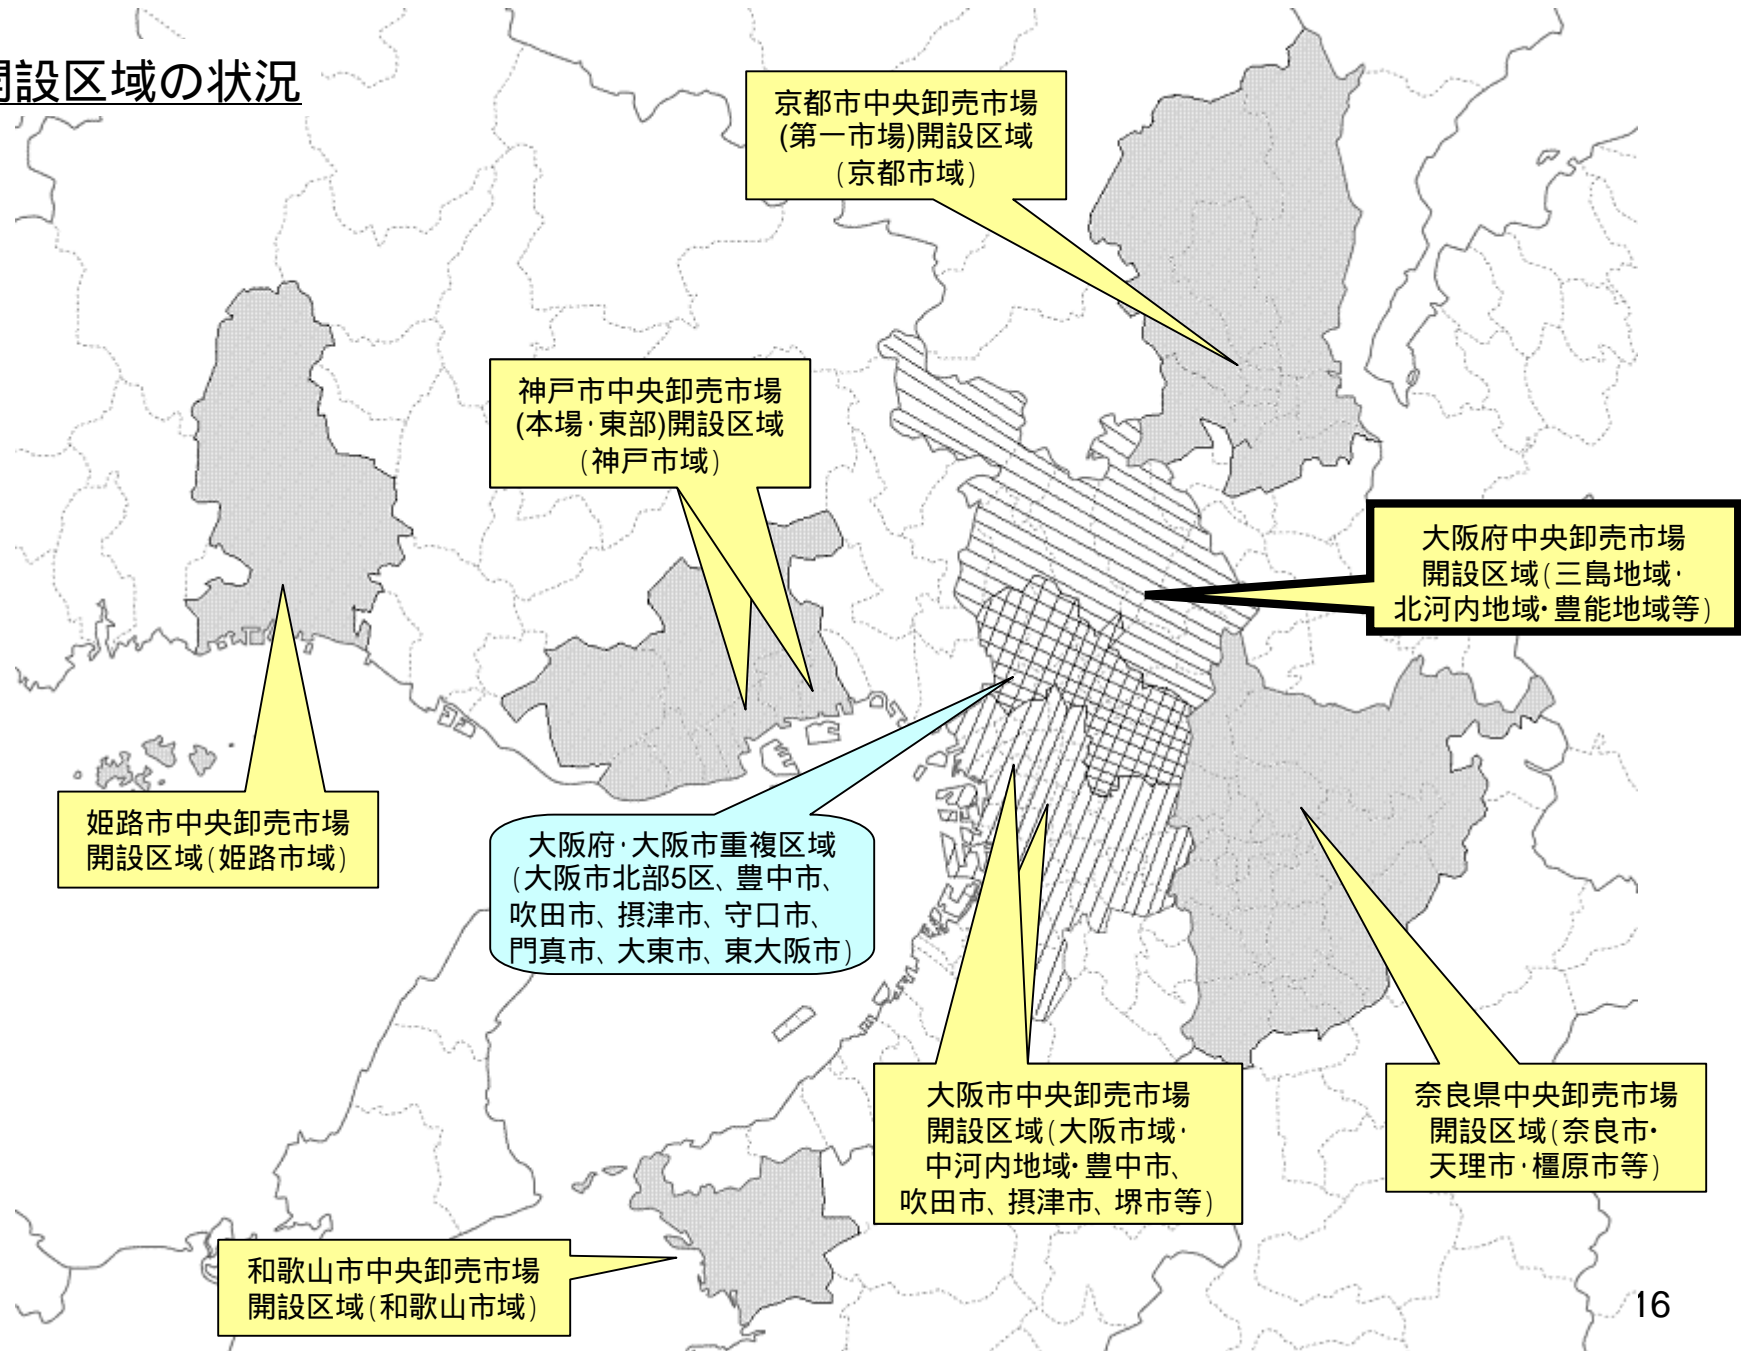 開設区域の状況
京都市中央卸売市場
(第一市場)開設区域
(京都市域)
神戸市中央卸売市場
(本場・東部)開設区域
(神戸市域)
大阪府中央卸売市場
開設区域(三島地域・
北河内地域・豊能地域等)
姫路市中央卸売市場
開設区域(姫路市域)
大阪府・大阪市重複区域
(大阪市北部5区、豊中市、
吹田市、摂津市、守口市、
門真市、大東市、東大阪市)
大阪市中央卸売市場
開設区域(大阪市域・
中河内地域・豊中市、
吹田市、摂津市、堺市等)
奈良県中央卸売市場
開設区域(奈良市・
天理市・橿原市等)
和歌山市中央卸売市場
開設区域(和歌山市域)
16